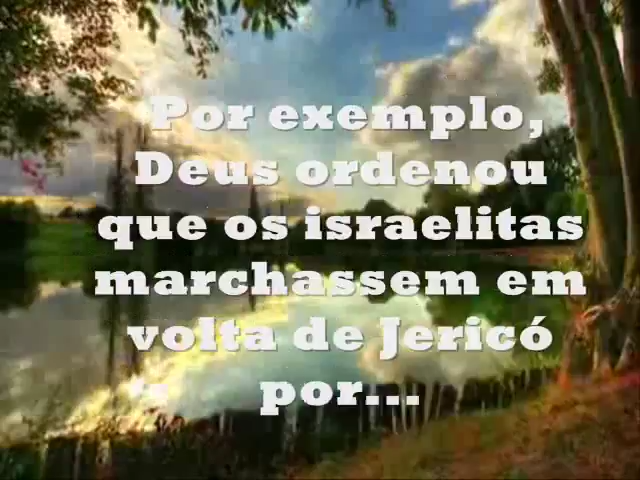 Por exemplo,
Deus ordenou
que os israelitas
marchassem em
volta de Jericó
por...